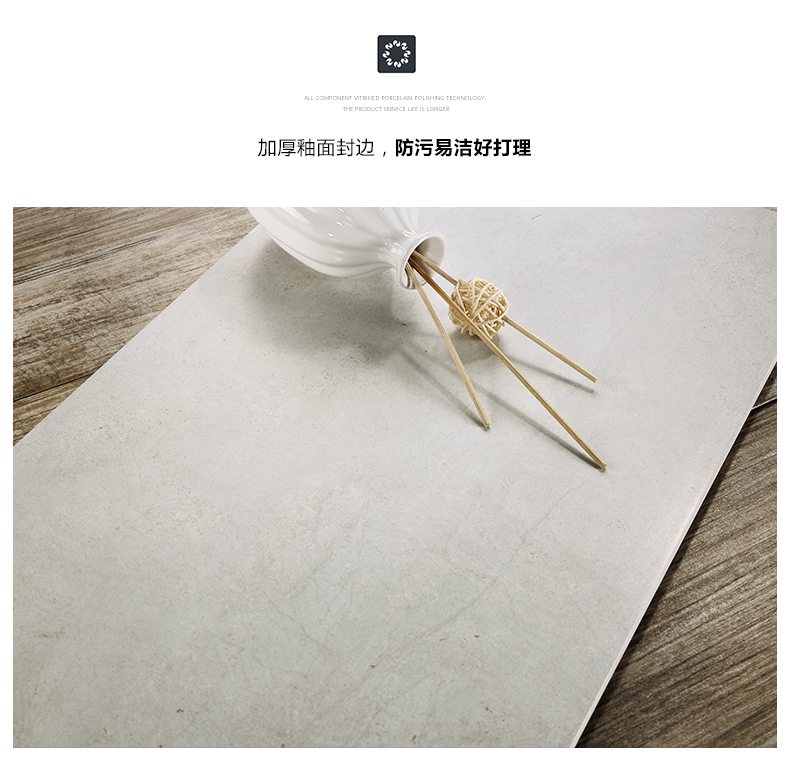 ALL COMPONENT VITRIFIED PORCELAIN POLISHING TECHNOLOGY,
THE PRODUCT SERVICE LIFE IS LONGER.
加厚釉面封边，防污易洁好打理